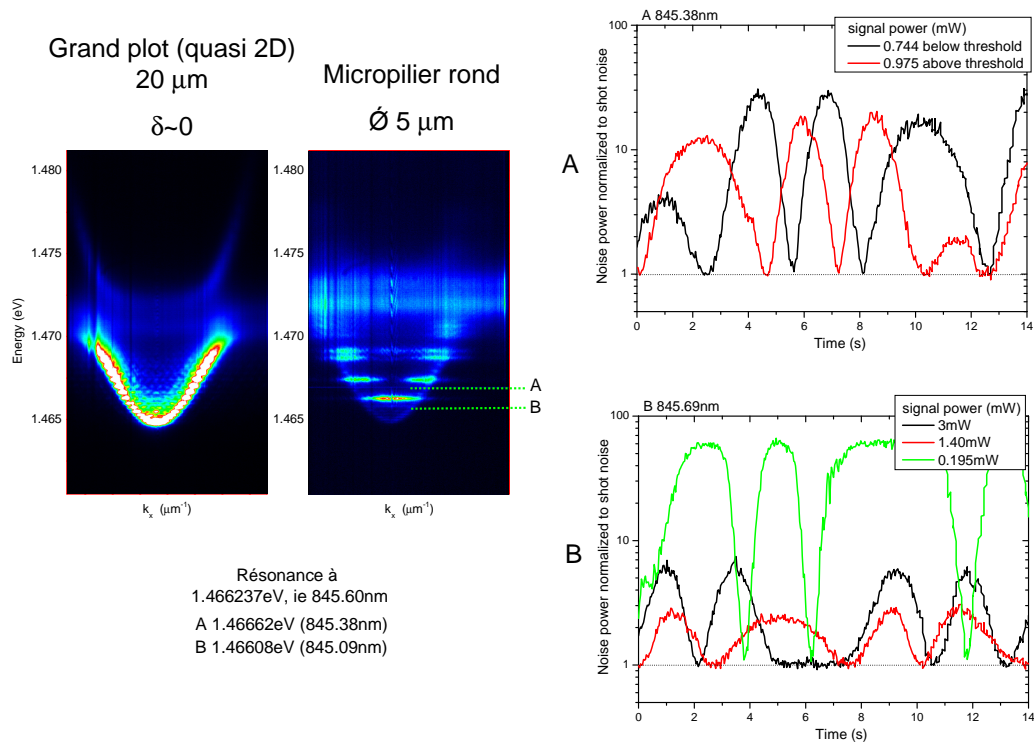 Grand plot (quasi 2D)
20 μm
δ~0
Micropilier rond
Ǿ 5 μm
1.480
1.475
1.470
1.465
Energy (eV)
kx (μm-1)
1.480
1.475
1.470
1.465
kx (μm-1)
A
B
Résonance à
1.466237eV, ie 845.60nm
A 1.46662eV (845.38nm)
B 1.46608eV (845.09nm)
A
A 845.38nm
signal power (mW)
0.744 below threshold
0.975 above threshold
Noise power normalized to shot noise
100
10
1
0 2 4 6 8 10 12 14
Time (s)
B
B 845.69nm
signal power (mW)
3mW
1.40mW
0.195mW
Noise power normalized to shot noise
100
10
1
0 2 4 6 8 10 12 14
Time (s)